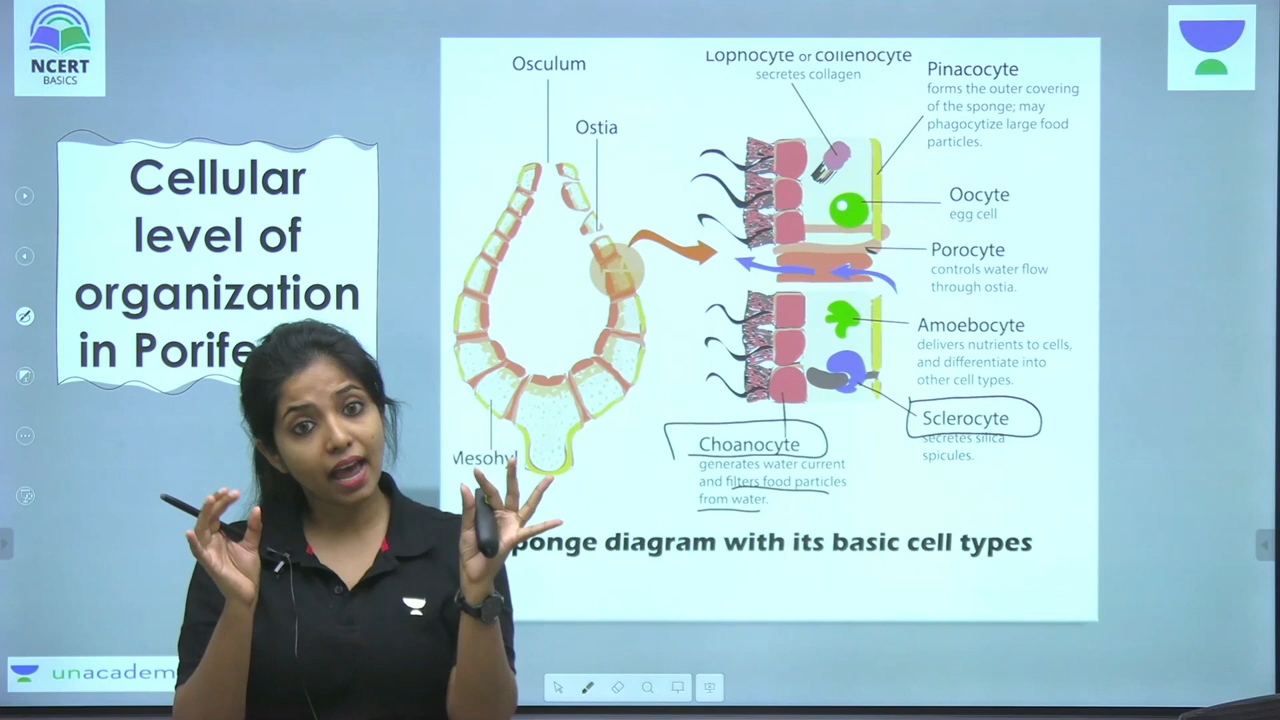 NCERT
BASICS
Cellular
level of
organization
in Porife
Osculum
Ostia
Mesohyl
Lophocyte or collenocyte
secretes collagen
Pinacocyte
forms the outer covering
of the sponge; may
phagocytize large food
particles.
Oocyte
egg cell
Porocyte
controls water flow
through ostia.
Amoebocyte
delivers nutrients to cells,
and differentiate into
other cell types.
Sclerocyte
secretes silica
spicules.
Choanocyte
generates water current
and filters food particles
from water.
ponge diagram with its basic cell types
unacadem